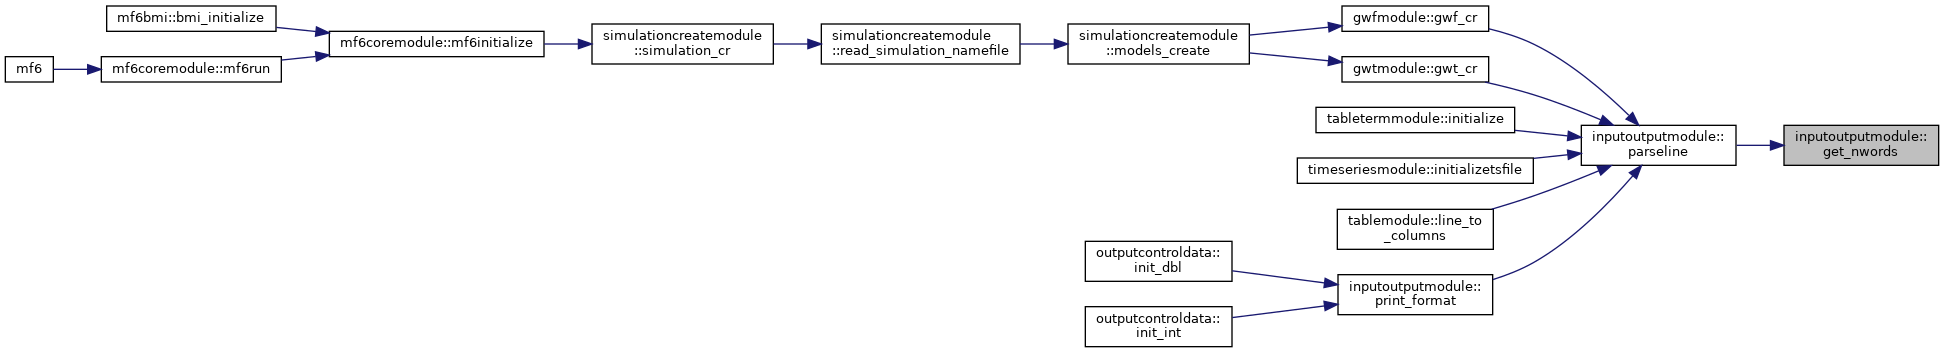 mf6
mf6bmi::bmi_initialize
mf6coremodule::mf6run
mf6coremodule::mf6initialize
simulationcreatemodule
::simulation_cr
simulationcreatemodule
::read_simulation_namefile
simulationcreatemodule
::models_create
gwfmodule::gwf_cr
gwtmodule::gwt_cr
tabletermmodule::initialize
timeseriesmodule::initializetsfile
tablemodule::line_to
_columns
outputcontroldata::
init_dbl
outputcontroldata::
init_int
inputoutputmodule::
print_format
inputoutputmodule::
parseline
inputoutputmodule::
get_nwords